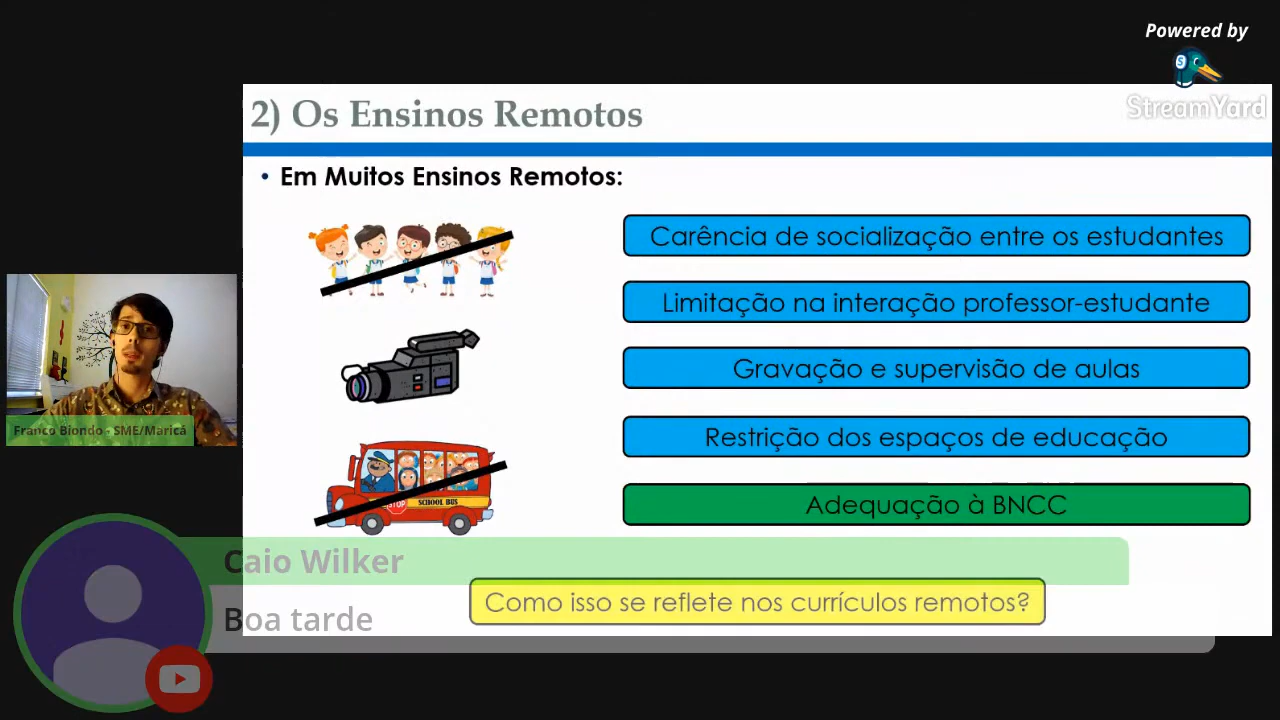 Powered by
StreamYard
2) Os Ensinos Remotos
• Em Muitos Ensinos Remotos:
Carência de socialização entre os estudantes
Limitação na interação professor-estudante
Gravação e supervisão de aulas
Restrição dos espaços de educação
STOP SCHOOL BUS
Adequação à BNCC
Franco Biondo - SME/Maricá
Caio Wilker
Boa tarde
Como isso se reflete nos currículos remotos?